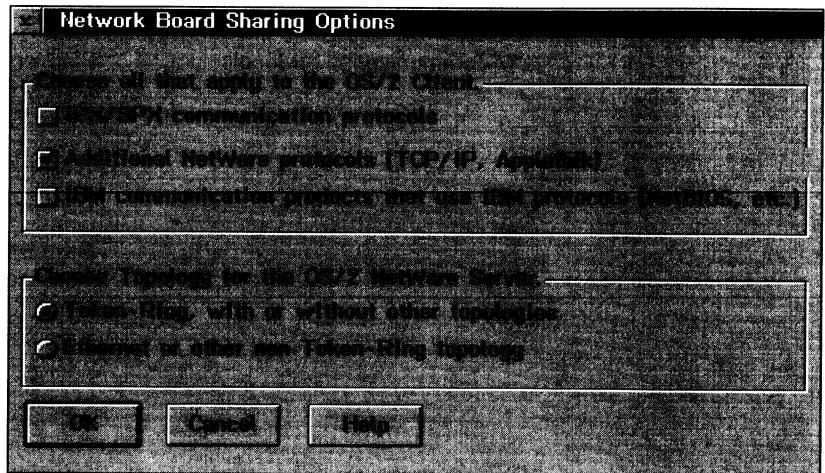 Network Board Sharing Options
Choose all that apply to the OS/2 Client.
IPX/SPX communication protocols
Additional NetWare protocols (TCP/IP, AppleTalk)
IBM communication products that use IBM protocols (NetBIOS, etc.)
Choose Topology for the OS/2 NetWare Server.
Token-Ring, with or without other topologies
Ethernet or other non-Token-Ring topology
OK
Cancel
Help